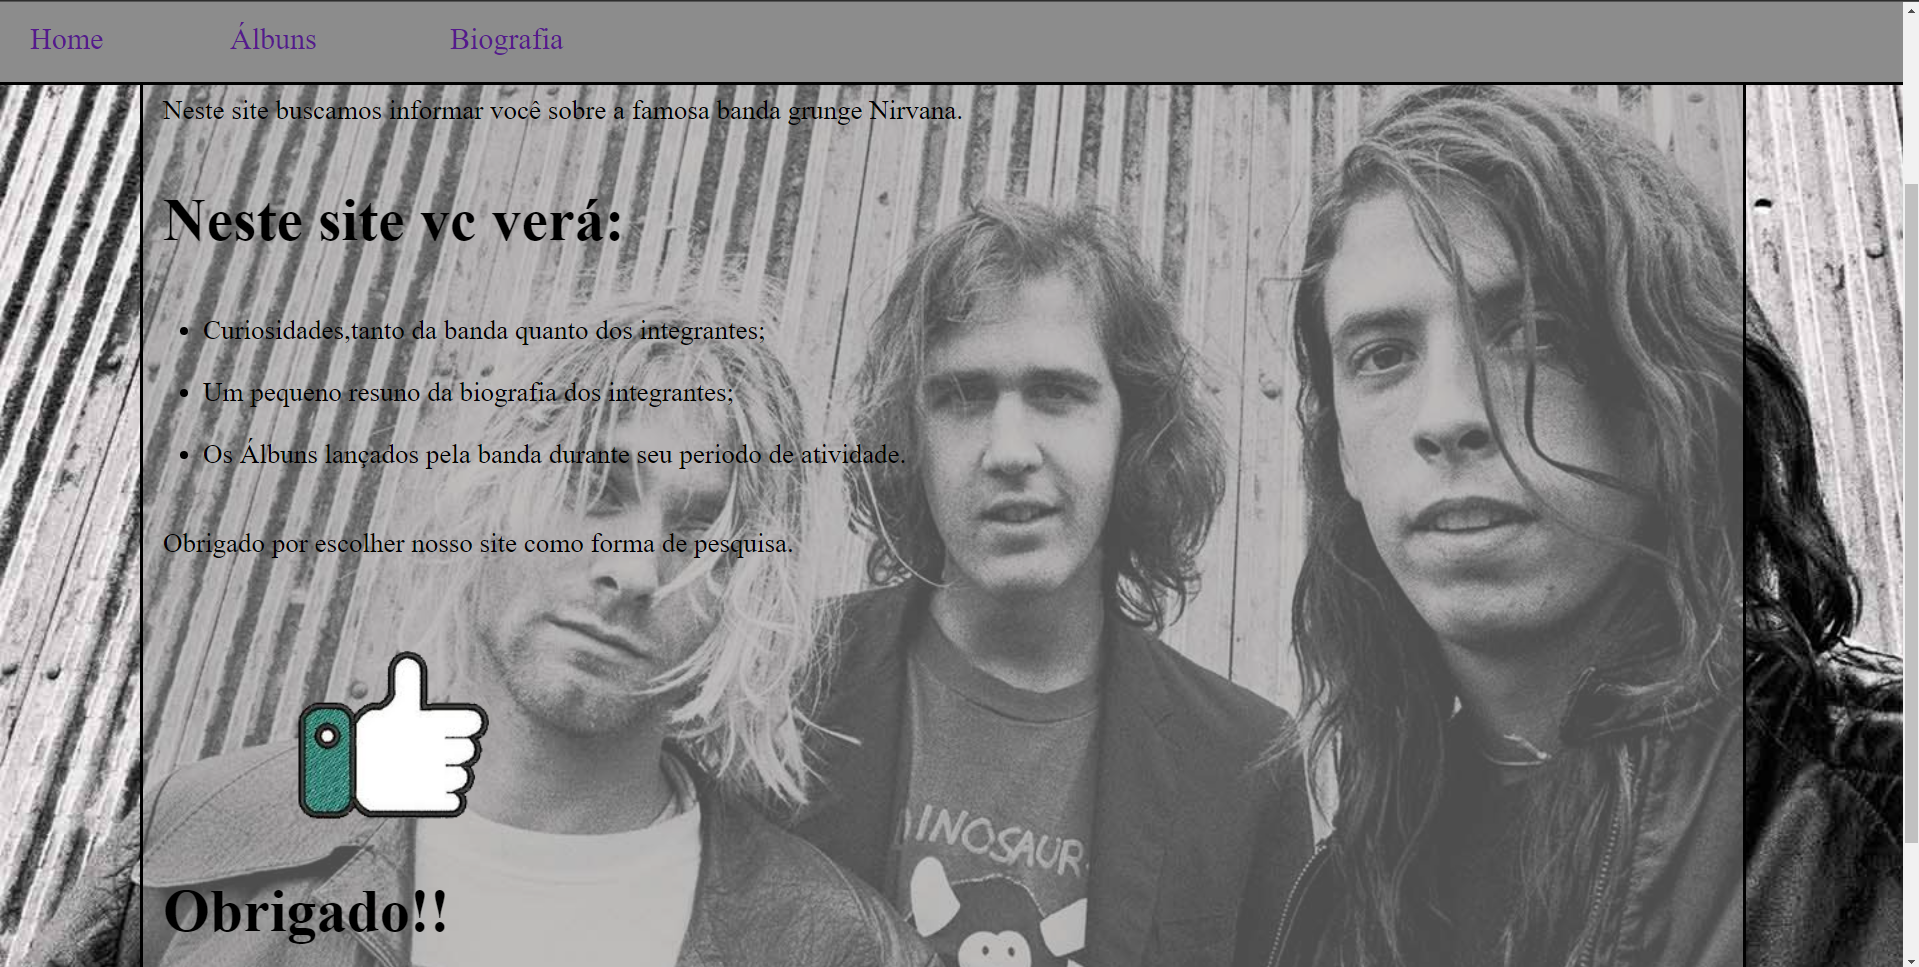 Home Álbuns Biografia
Neste site buscamos informar você sobre a famosa banda grunge Nirvana.
Neste site vc verá:
Curiosidades,tanto da banda quanto dos integrantes;
Um pequeno resuno da biografia dos integrantes;
Os Álbuns lançados pela banda durante seu periodo de atividade.
Obrigado por escolher nosso site como forma de pesquisa.
DINOSAUR
Obrigado!!